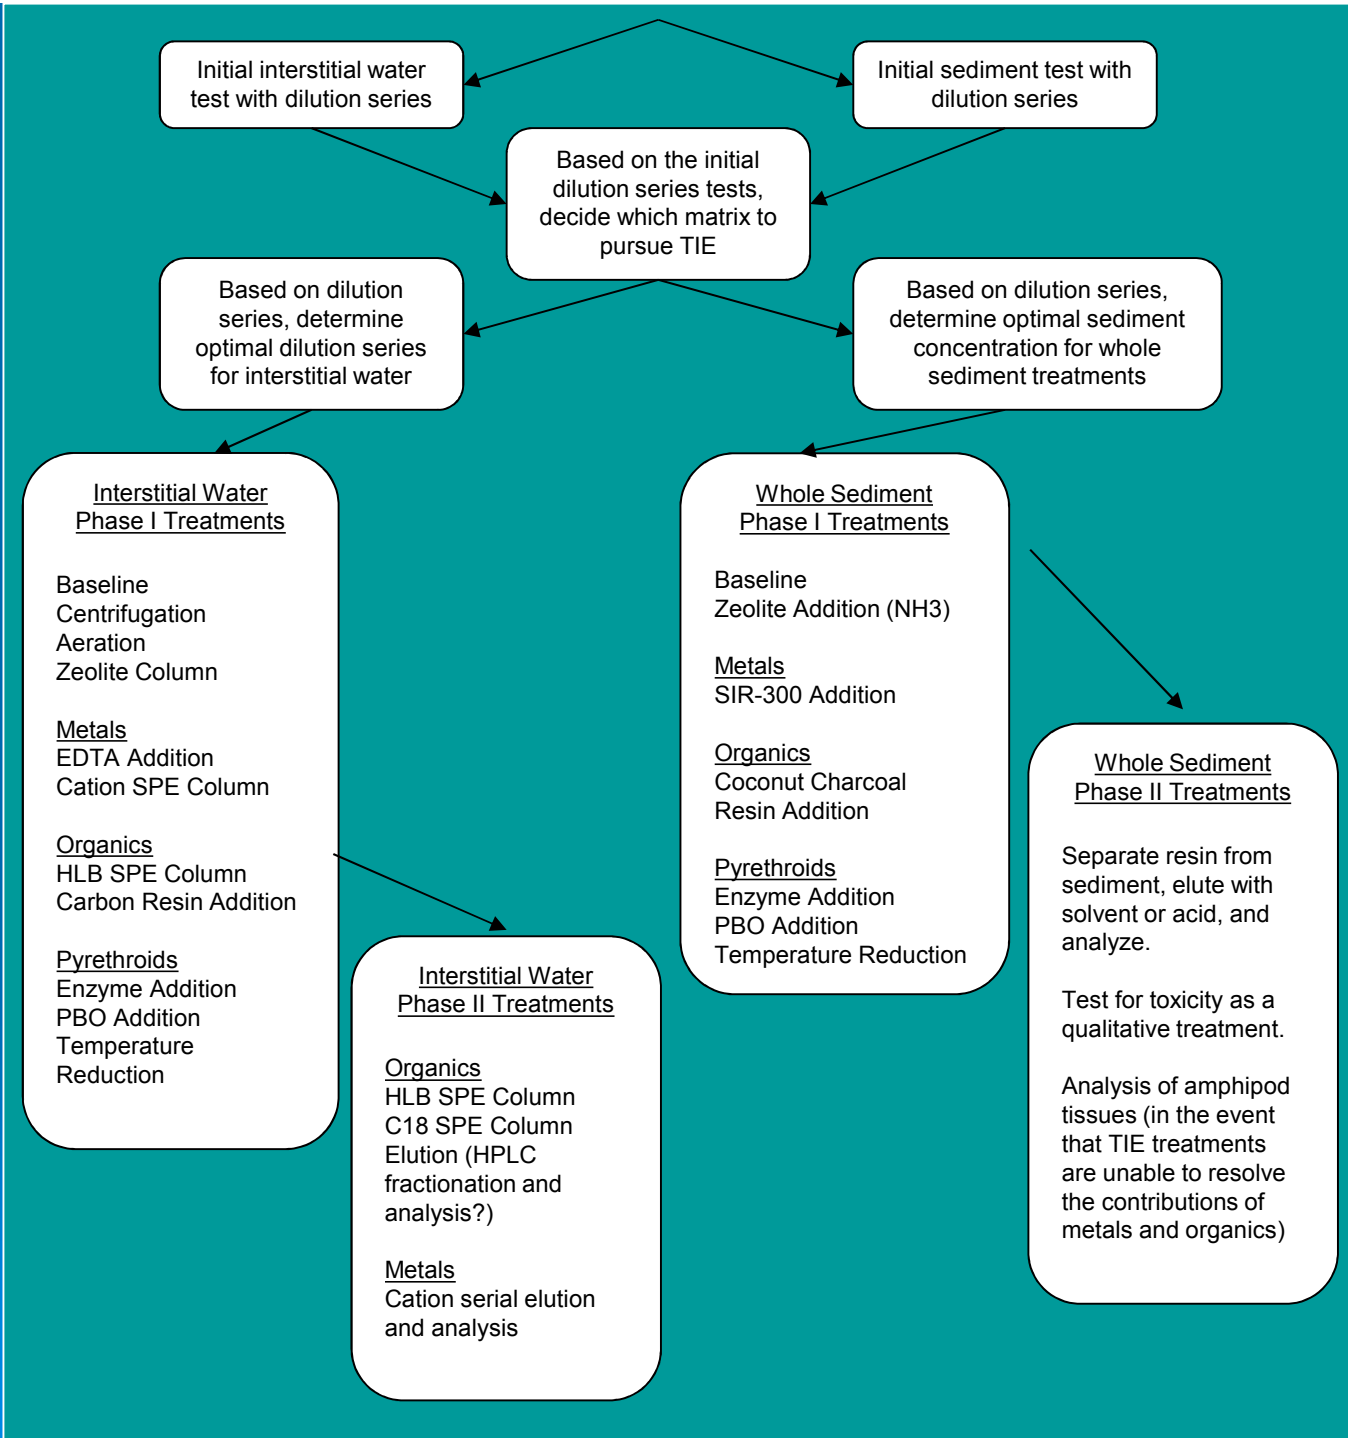 Initial interstitial water
test with dilution series
Initial sediment test with
dilution series
Based on the initial
dilution series tests,
decide which matrix to
pursue TIE
Based on dilution
series, determine
optimal dilution series
for interstitial water
Based on dilution series,
determine optimal sediment
concentration for whole
sediment treatments
Interstitial Water
Phase I Treatments
Baseline
Centrifugation
Aeration
Zeolite Column
Metals
EDTA Addition
Cation SPE Column
Organics
HLB SPE Column
Carbon Resin Addition
Pyrethroids
Enzyme Addition
PBO Addition
Temperature
Reduction
Interstitial Water
Phase II Treatments
Organics
HLB SPE Column
C18 SPE Column
Elution (HPLC
fractionation and
analysis?)
Metals
Cation serial elution
and analysis
Whole Sediment
Phase I Treatments
Baseline
Zeolite Addition (NH3)
Metals
SIR-300 Addition
Organics
Coconut Charcoal
Resin Addition
Pyrethroids
Enzyme Addition
PBO Addition
Temperature Reduction
Whole Sediment
Phase II Treatments
Separate resin from
sediment, elute with
solvent or acid, and
analyze.
Test for toxicity as a
qualitative treatment.
Analysis of amphipod
tissues (in the event
that TIE treatments
are unable to resolve
the contributions of
metals and organics)